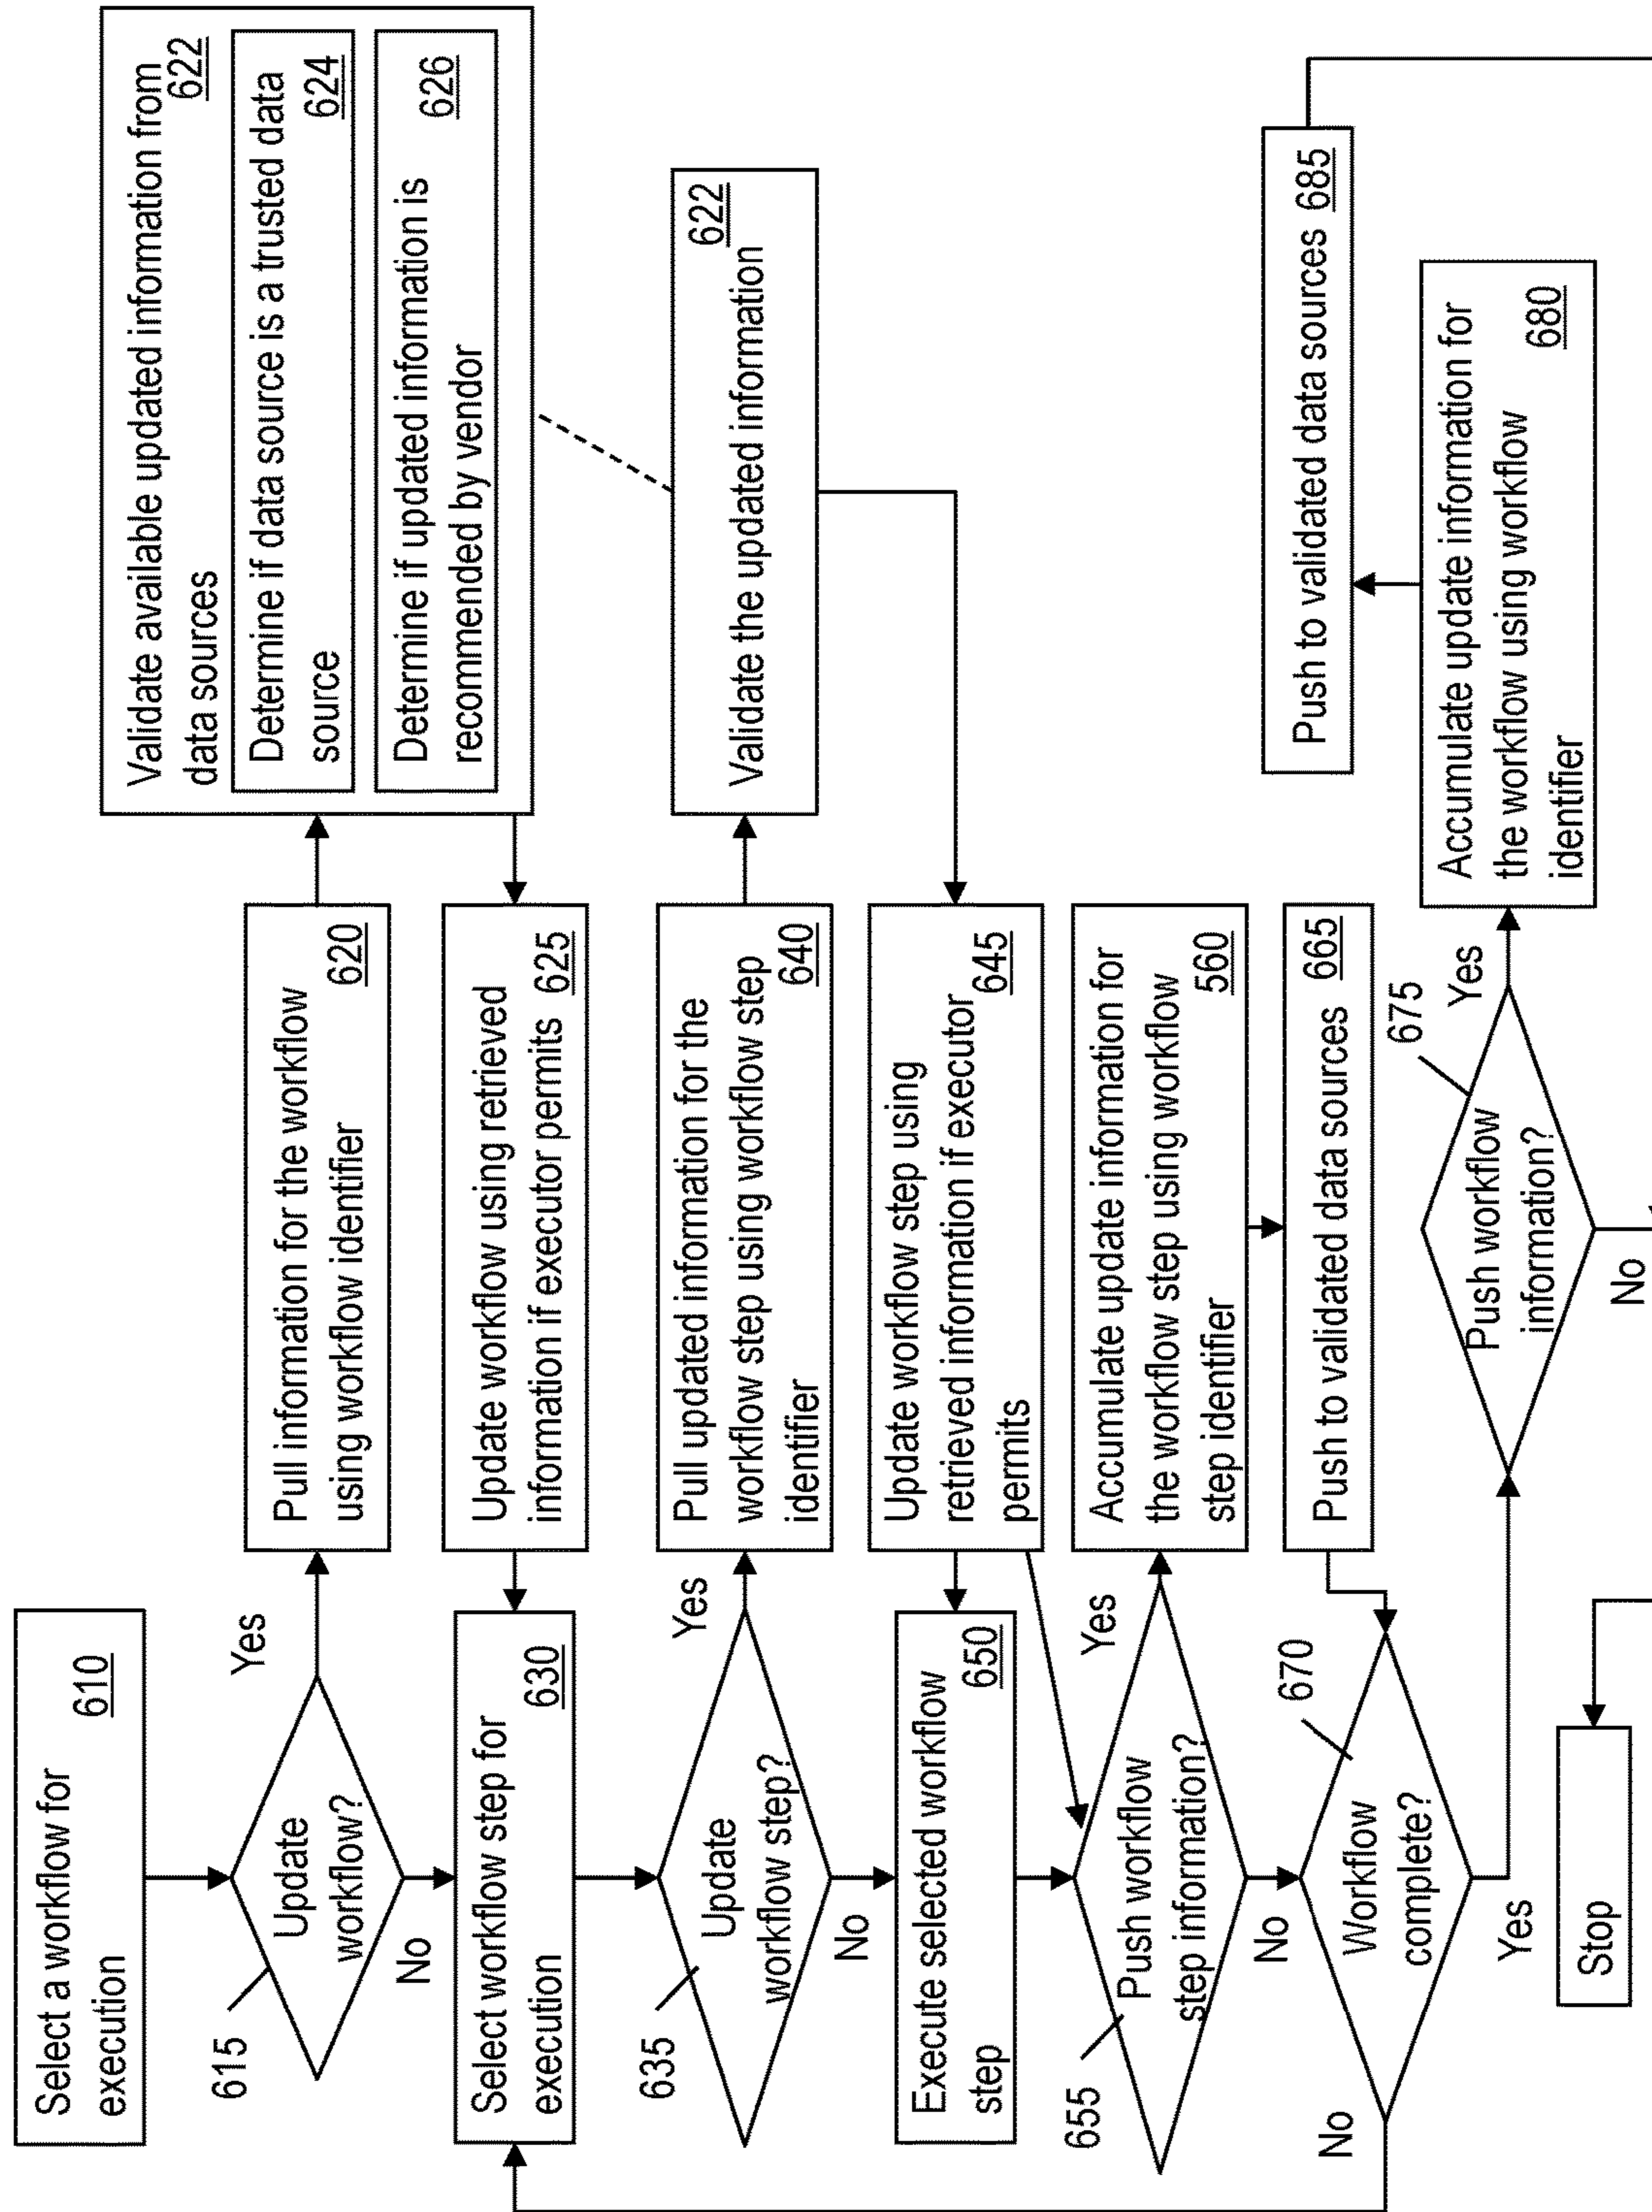 Select a workflow for
execution
610
Update
workflow?
615
Yes
No
Pull information for the workflow
using workflow identifier
620
Validate available updated information from
data sources
622
Determine if data source is a trusted data
source
624
Determine if updated information is
recommended by vendor
626
Update workflow using retrieved
information if executor permits 625
Select workflow step for
execution
630
Update
workflow step?
635
Yes
No
Pull updated information for the
workflow step using workflow step
identifier
640
Validate the updated information
622
Update workflow step using
retrieved information if executor
permits
645
Execute selected workflow
step
650
Push workflow
step information?
655
Yes
No
Accumulate update information for
the workflow step using workflow
step identifier
560
Push to validated data sources 665
Workflow
complete?
670
No
Yes
Push workflow
information?
675
Yes
No
Accumulate update information for
the workflow using workflow
identifier
680
Push to validated data sources 685
Stop